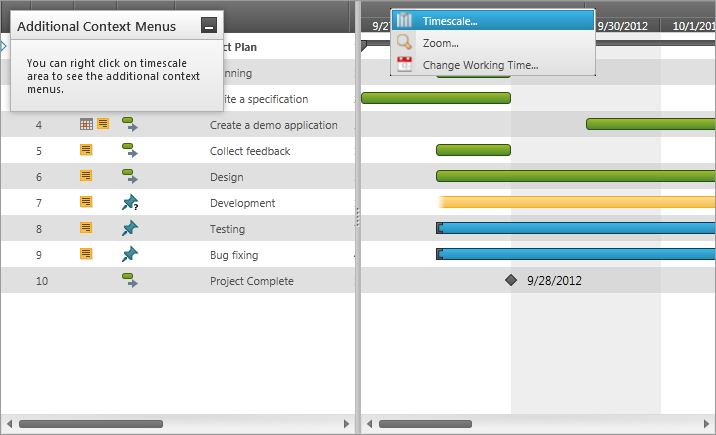 Additional Context Menus
You can right click on timescale
area to see the additional context
menus.
Timescale...
Zoom...
Change Working Time...
9/27
9/30/2012
10/1/201
ct Plan
nning
te a specification
4 Create a demo application
5 Collect feedback
6 Design
7 ? Development
8 Testing
9 Bug fixing
10 Project Complete
9/28/2012